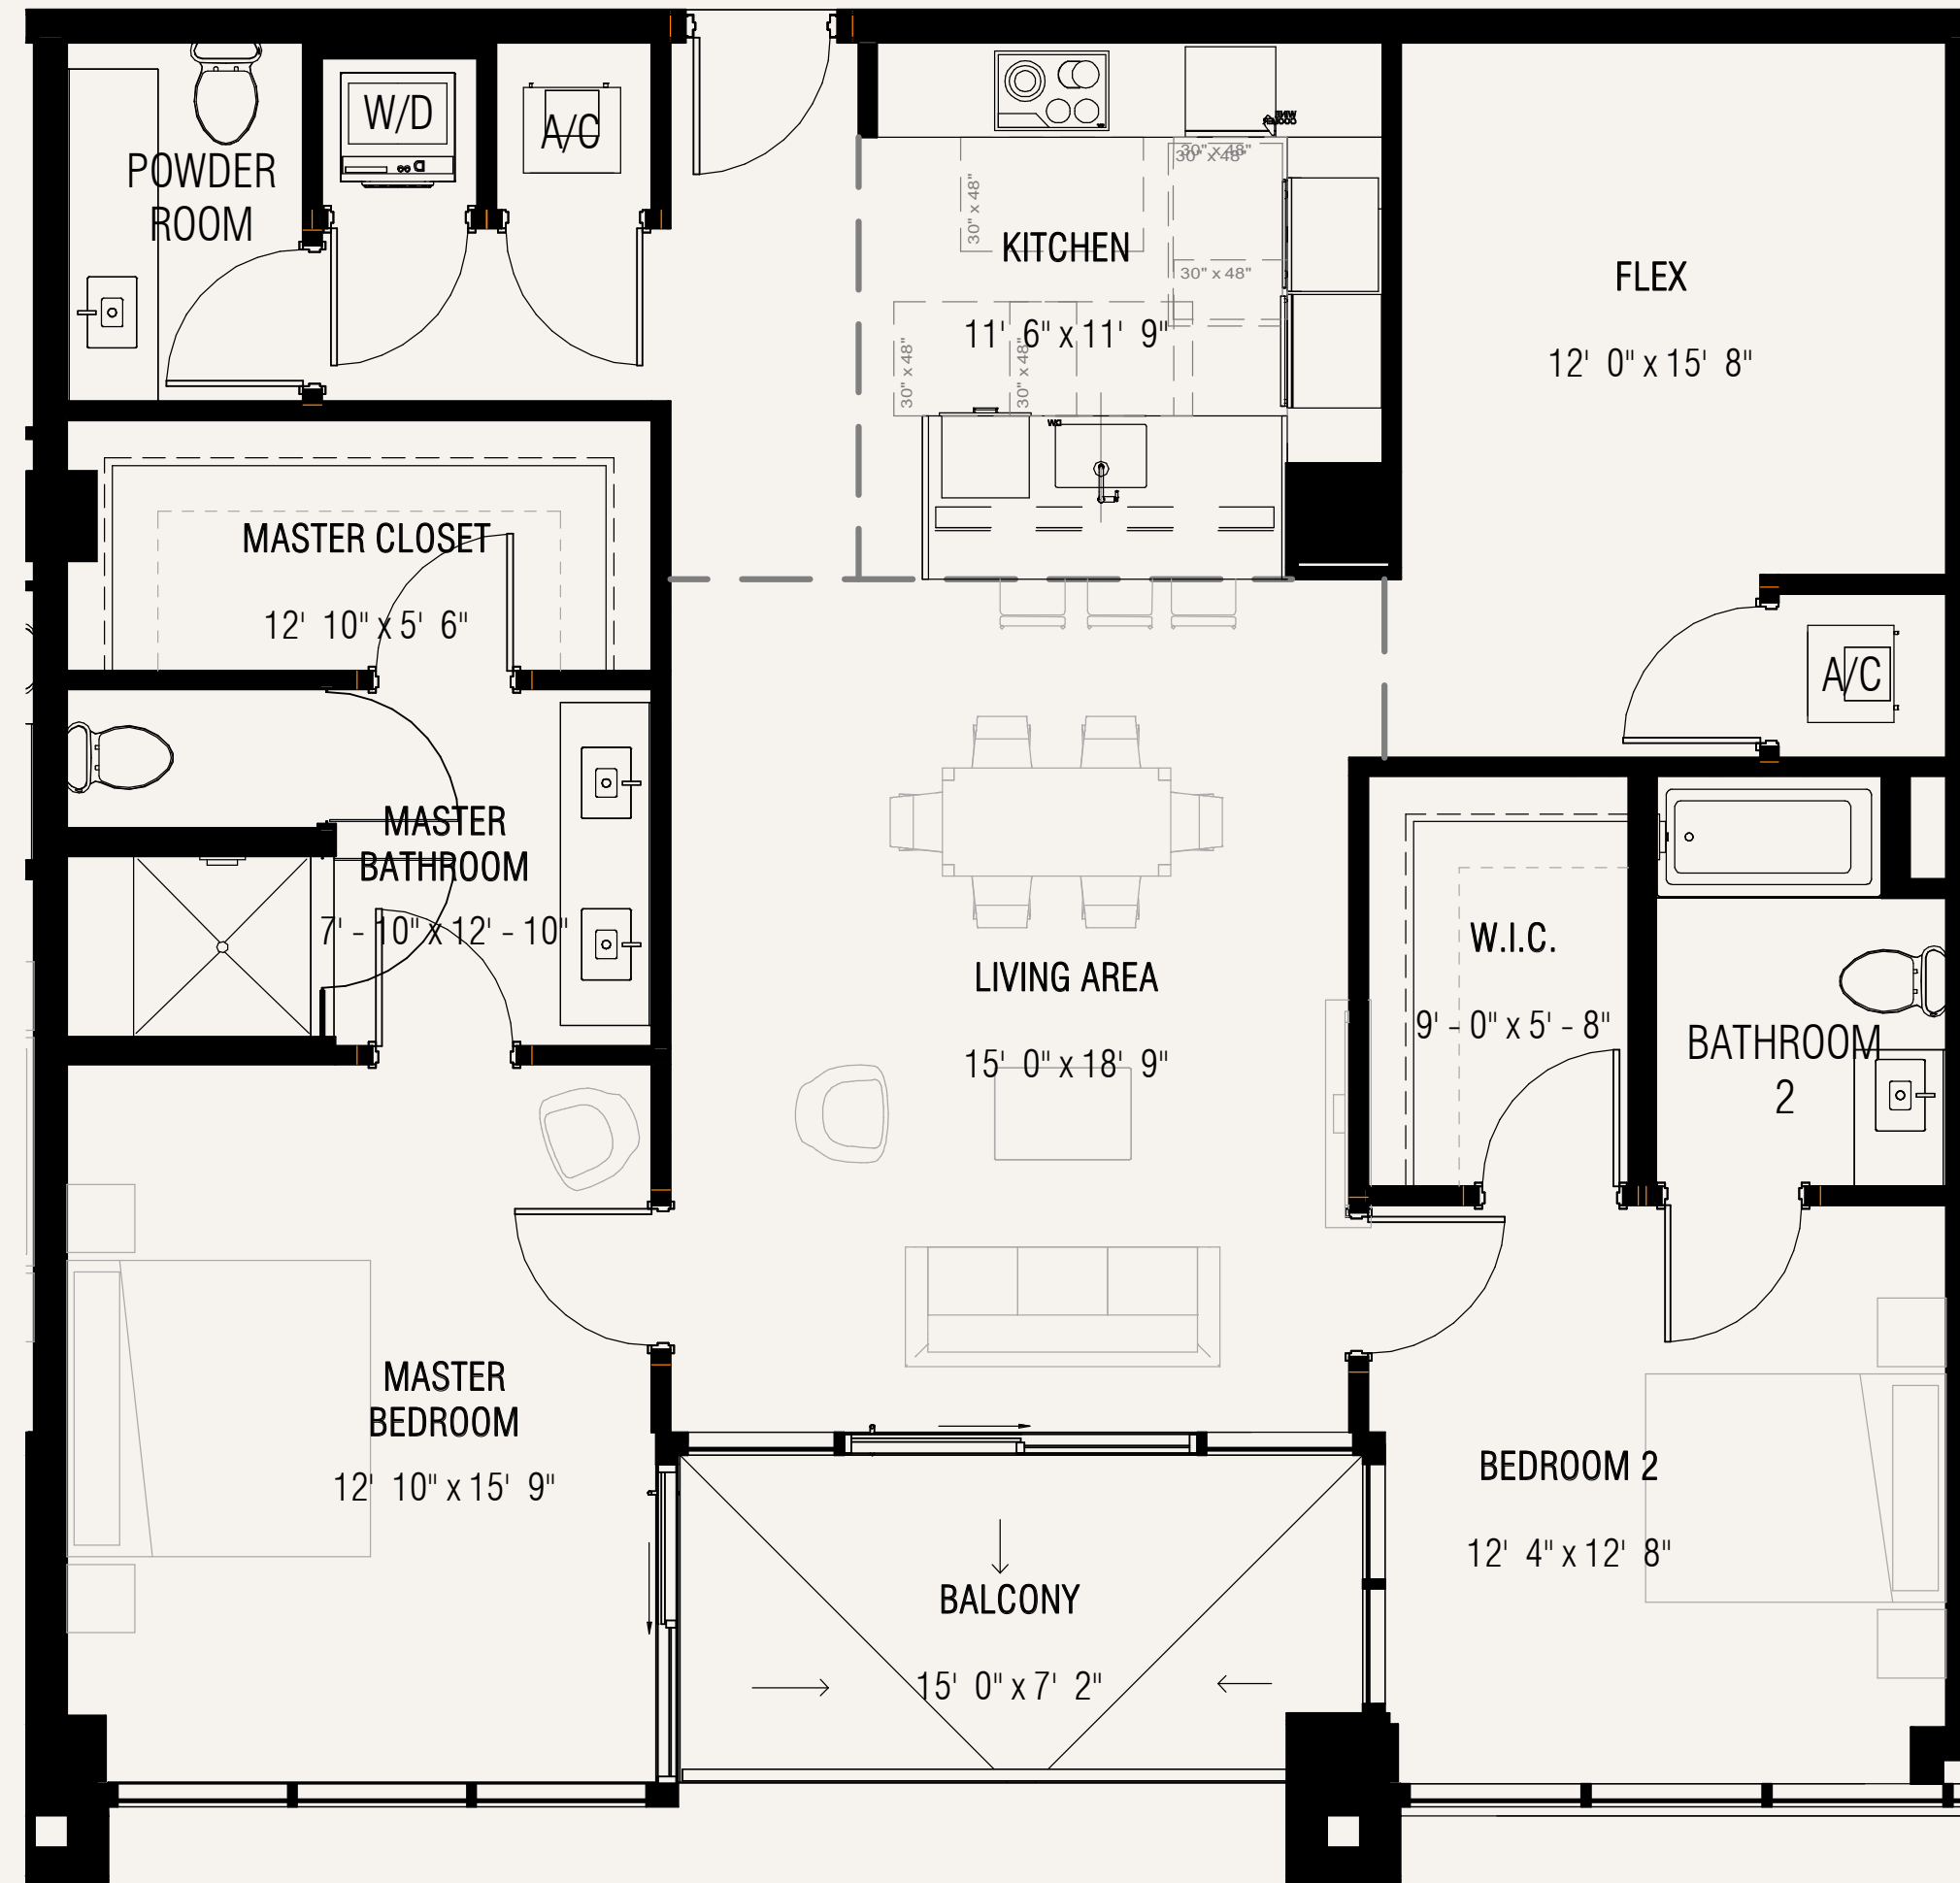 W/D
A/C
POWDER
ROOM
30" x 48"
30" x 48"
30" x 48"
KITCHEN
30" x 48"
11' 6" x 11' 9"
30" x 48"
30" x 48"
FLEX
12' 0" x 15' 8"
MASTER CLOSET
12' 10" x 5' 6"
A/C
MASTER
BATHROOM
7' - 10" x 12' - 10"
LIVING AREA
15' 0" x 18' 9"
W.I.C.
9' - 0" x 5' - 8"
BATHROOM
2
MASTER
BEDROOM
12' 10" x 15' 9"
BEDROOM 2
12' 4" x 12' 8"
BALCONY
15' 0" x 7' 2"